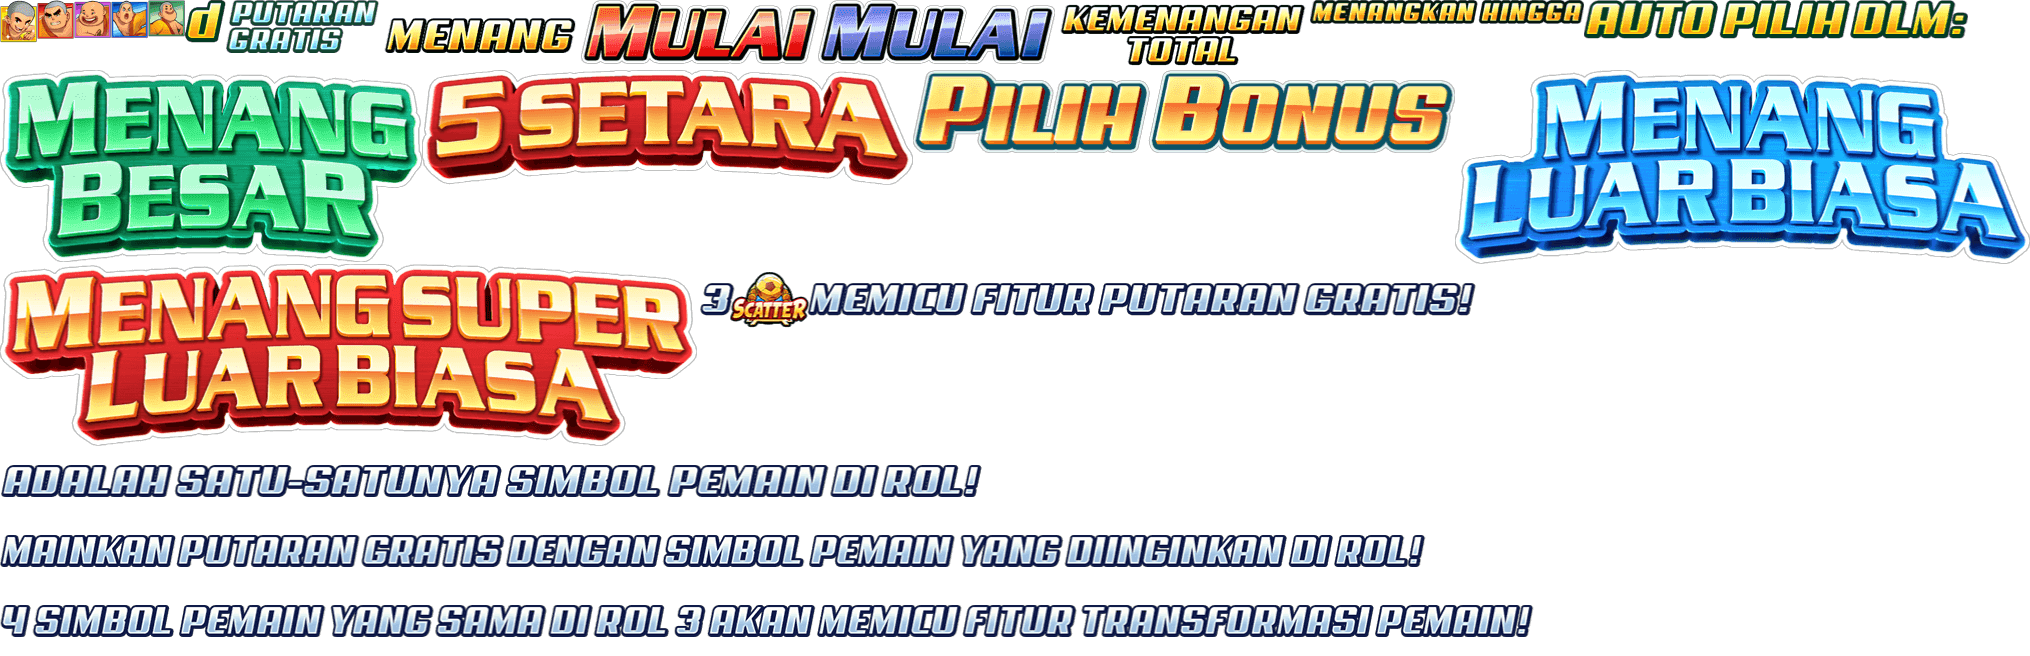 d
PUTARAN
GRATIS
MENANG
MULAI
MULAI
KEMENANGAN
TOTAL
MENANGKAN HINGGA
AUTO PILIH DLM:
MENANG
BESAR
5 SETARA
PILIH BONUS
MENANG
LUAR BIASA
MENANG SUPER
LUAR BIASA
3 SCATTER MEMICU FITUR PUTARAN GRATIS!
ADALAH SATU-SATUNYA SIMBOL PEMAIN DI ROL!
MAINKAN PUTARAN GRATIS DENGAN SIMBOL PEMAIN YANG DIINGINKAN DI ROL!
4 SIMBOL PEMAIN YANG SAMA DI ROL 3 AKAN MEMICU FITUR TRANSFORMASI PEMAIN!